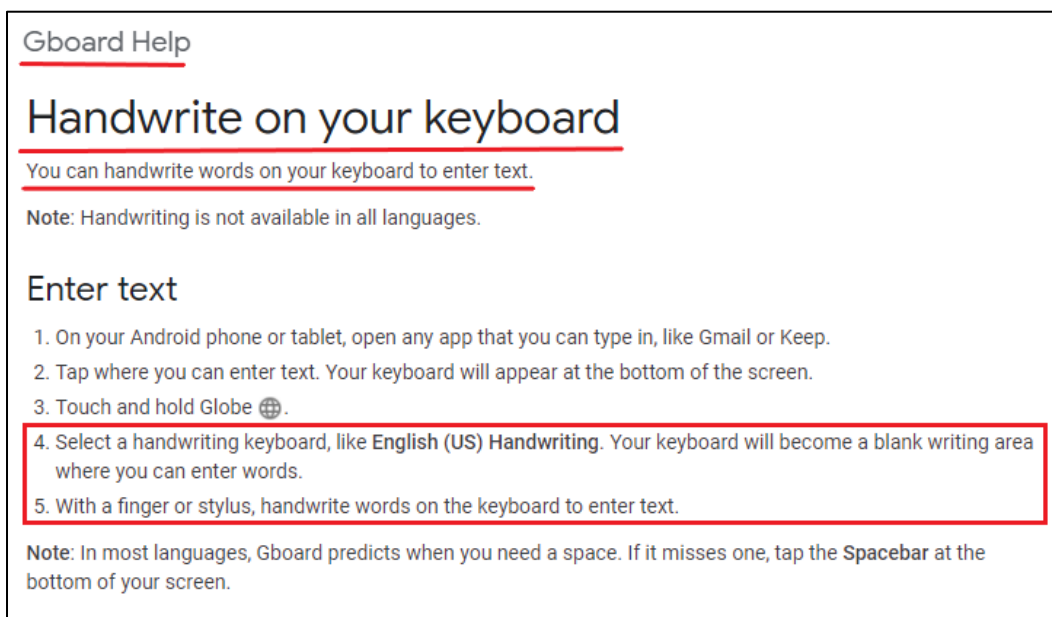 Gboard Help
Handwrite on your keyboard
You can handwrite words on your keyboard to enter text.
Note: Handwriting is not available in all languages.
Enter text
1. On your Android phone or tablet, open any app that you can type in, like Gmail or Keep.
2. Tap where you can enter text. Your keyboard will appear at the bottom of the screen.
3. Touch and hold Globe .
4. Select a handwriting keyboard, like English (US) Handwriting. Your keyboard will become a blank writing area
where you can enter words.
5. With a finger or stylus, handwrite words on the keyboard to enter text.
Note: In most languages, Gboard predicts when you need a space. If it misses one, tap the Spacebar at the
bottom of your screen.